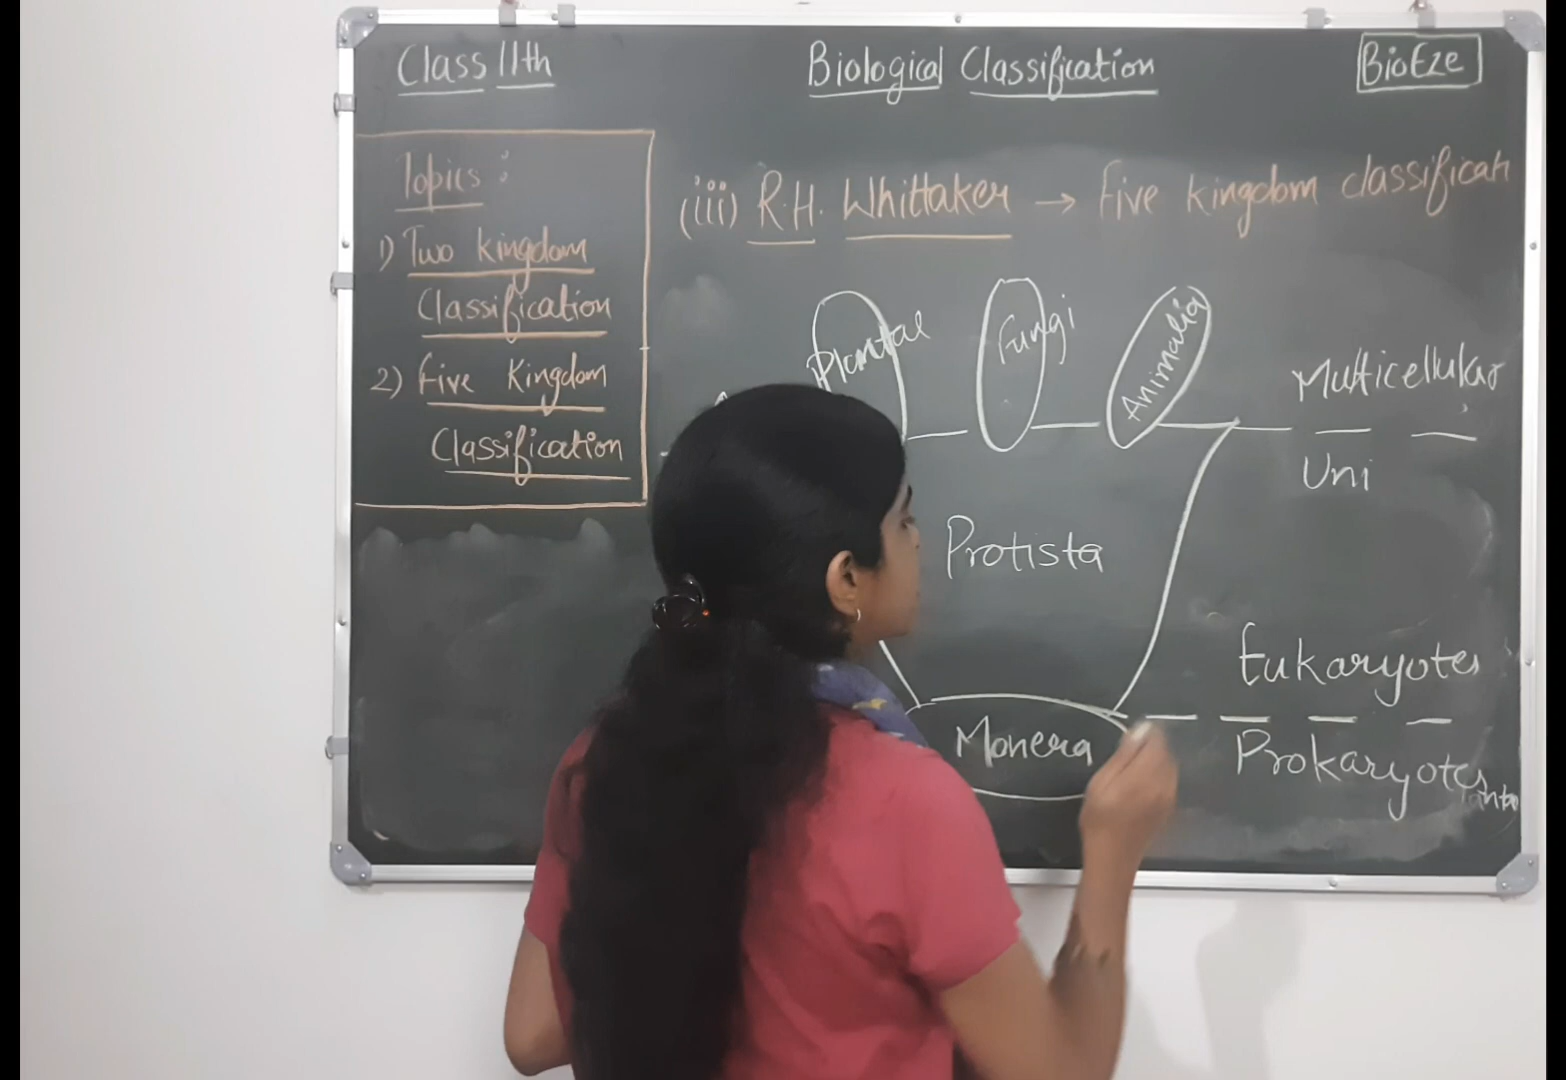 Class 11th
Biological Classification
BioEze
Topics :
1) Two kingdom
Classification
2) Five Kingdom
Classification
(iii) R.H. Whittaker → Five kingdom classificati
Plantae
Fungi
Animalia
Multicellular
Uni
Protista
Eukaryotes
Monera
Prokaryotes